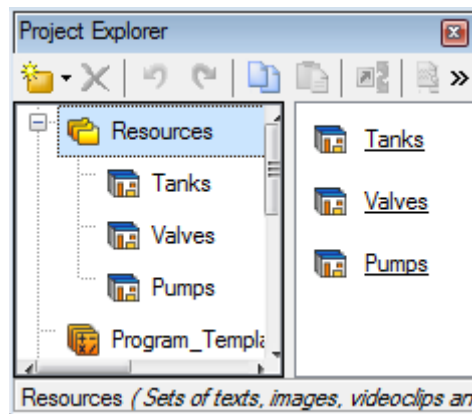 Project Explorer
Resources
Tanks
Valves
Pumps
Program_Templa
Tanks
Valves
Pumps
Resources ( Sets of texts, images, videoclips an